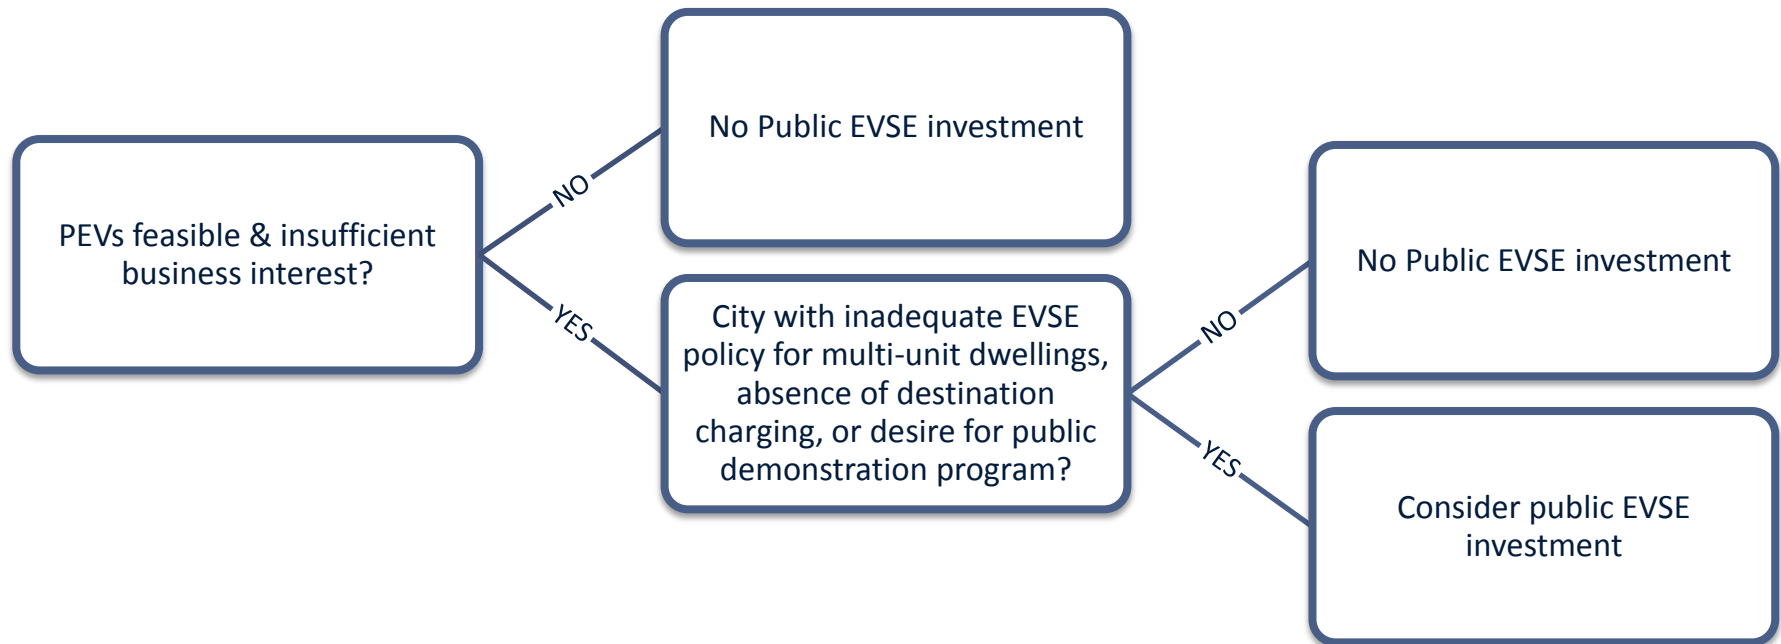 PEVs feasible & insufficient
business interest?
NO
No Public EVSE investment
YES
City with inadequate EVSE
policy for multi-unit dwellings,
absence of destination
charging, or desire for public
demonstration program?
NO
No Public EVSE investment
YES
Consider public EVSE
investment